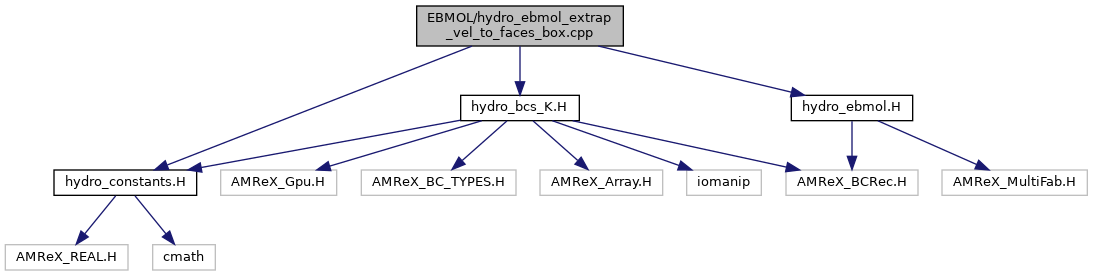 EBMOL/hydro_ebmol_extrap
_vel_to_faces_box.cpp
hydro_bcs_K.H
hydro_ebmol.H
hydro_constants.H
AMReX_Gpu.H
AMReX_BC_TYPES.H
AMReX_Array.H
iomanip
AMReX_BCRec.H
AMReX_MultiFab.H
AMReX_REAL.H
cmath